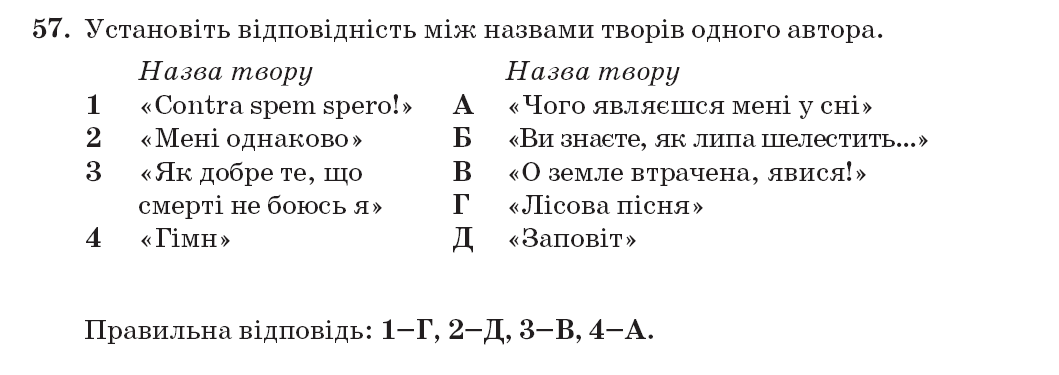 57. Установіть відповідність між назвами творів одного автора.
Назва твору Назва твору
1 «Contra spem spero!» А «Чого являєшся мені у сні»
2 «Мені однаково» Б «Ви знаєте, як липа шелестить...»
3 «Як добре те, що В «О земле втрачена, явися!»
смерті не боюсь я» Г «Лісова пісня»
4 «Гімн» Д «Заповіт»
Правильна відповідь: 1–Г, 2–Д, 3–В, 4–А.